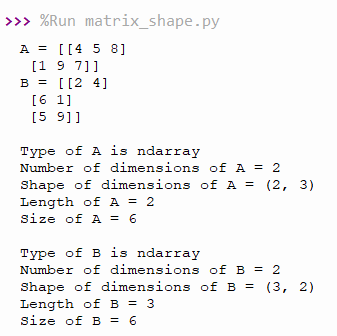 >>> %Run matrix_shape.py
A = [[4 5 8]
[1 9 7]]
B = [[2 4]
[6 1]
[5 9]]
Type of A is ndarray
Number of dimensions of A = 2
Shape of dimensions of A = (2, 3)
Length of A = 2
Size of A = 6
Type of B is ndarray
Number of dimensions of B = 2
Shape of dimensions of B = (3, 2)
Length of B = 3
Size of B = 6